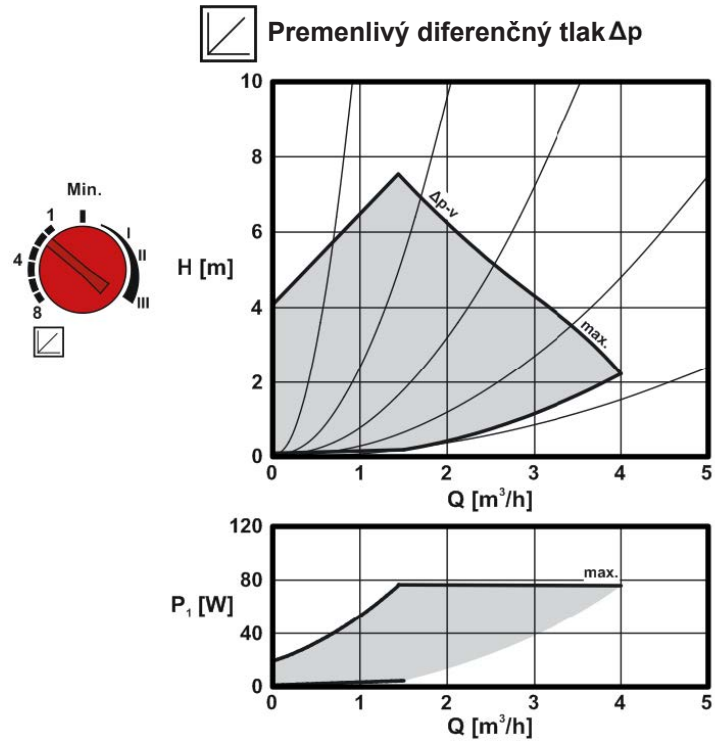 Premenlivý diferenčný tlak Δp
Min.
1
I
II
4
III
8
10
8
6
4
2
0
H [m]
Δp-v
max.
0 1 2 3 4 5
Q [m³/h]
120
80
40
0
P₁ [W]
max.
0 1 2 3 4 5
Q [m³/h]